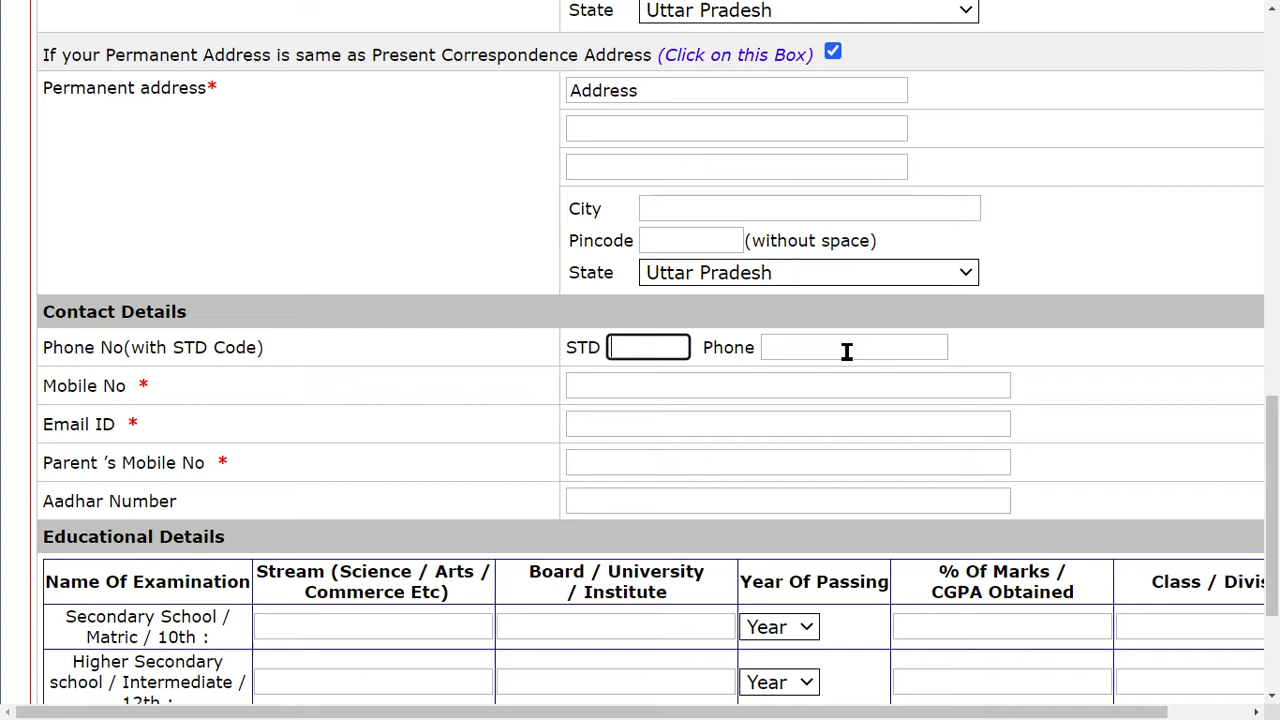 State Uttar Pradesh
If your Permanent Address is same as Present Correspondence Address (Click on this Box)
Permanent address* Address
City
Pincode (without space)
State Uttar Pradesh
Contact Details
Phone No(with STD Code) STD Phone
Mobile No *
Email ID *
Parent ’s Mobile No *
Aadhar Number
Educational Details
Name Of Examination
Stream (Science / Arts /
Commerce Etc)
Board / University
/ Institute
Year Of Passing
% Of Marks /
CGPA Obtained
Class / Divis
Secondary School /
Matric / 10th :
Year
Higher Secondary
school / Intermediate /
12th :
Year